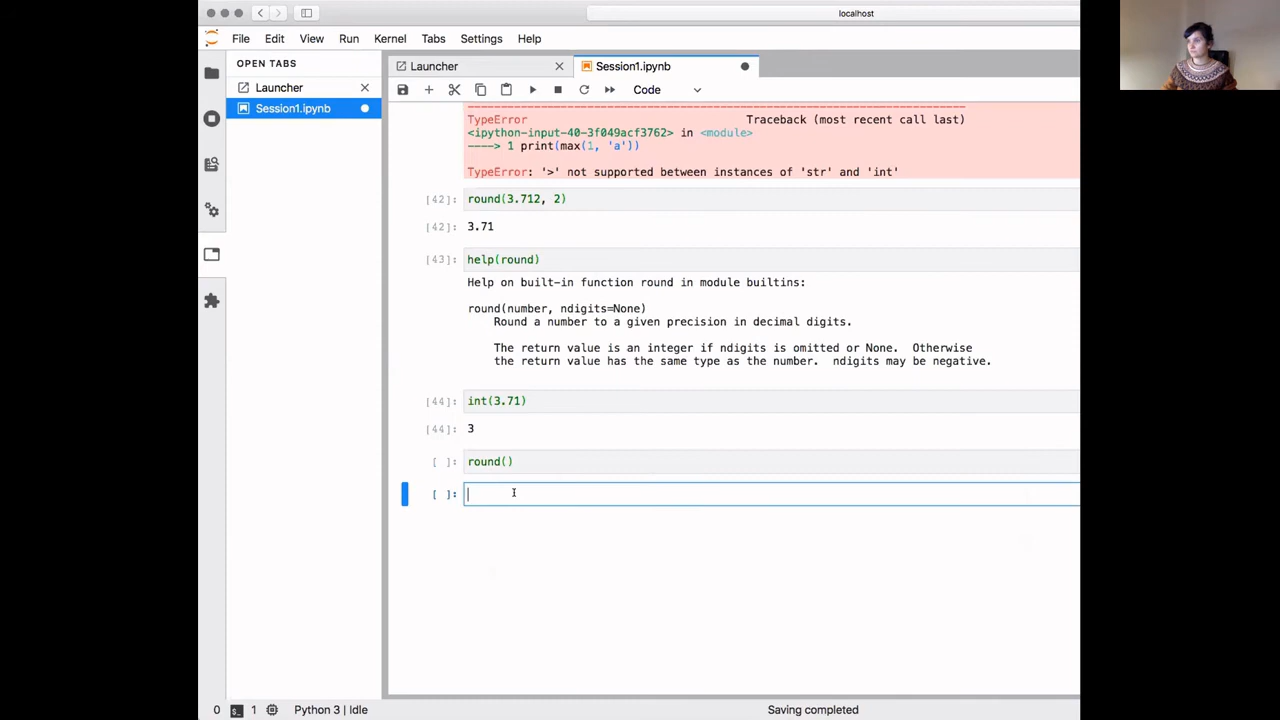 localhost
File Edit View Run Kernel Tabs Settings Help
OPEN TABS
Launcher
Session1.ipynb
Launcher
Session1.ipynb
Code
TypeError Traceback (most recent call last)
<ipython-input-40-3f049acf3762> in <module>
----> 1 print(max(1, 'a'))
TypeError: '>' not supported between instances of 'str' and 'int'
[42]: round(3.712, 2)
[42]: 3.71
[43]: help(round)
Help on built-in function round in module builtins:
round(number, ndigits=None)
Round a number to a given precision in decimal digits.
The return value is an integer if ndigits is omitted or None.  Otherwise
the return value has the same type as the number.  ndigits may be negative.
[44]: int(3.71)
[44]: 3
[ ]: round()
[ ]:
0 1 Python 3 | Idle Saving completed